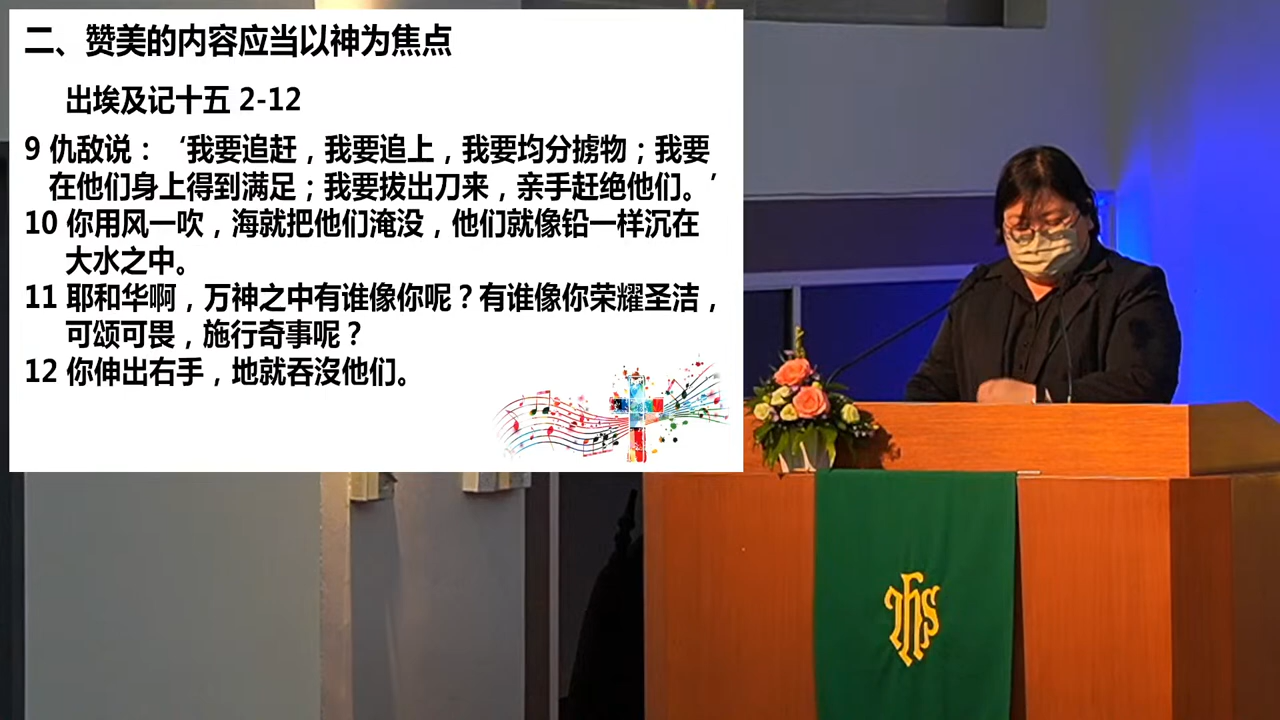 二、赞美的内容应当以神为焦点
出埃及记十五 2-12
9 仇敌说：‘我要追赶，我要追上，我要均分掳物；我要
在他们身上得到满足；我要拔出刀来，亲手赶绝他们。’
10 你用风一吹，海就把他们淹没，他们就像铅一样沉在
大水之中。
11 耶和华啊，万神之中有谁像你呢？有谁像你荣耀圣洁，
可颂可畏，施行奇事呢？
12 你伸出右手，地就吞沒他们。
IHS